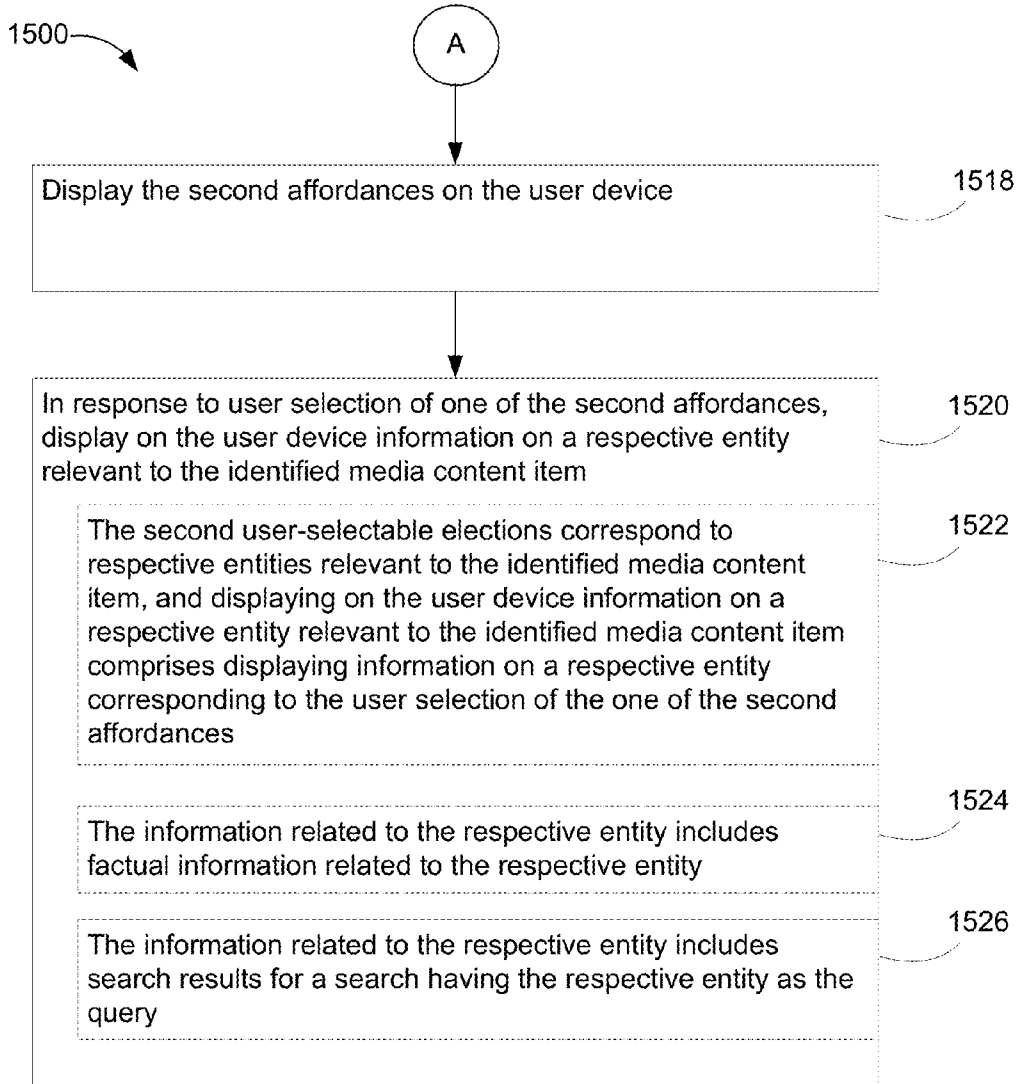 1500
A
Display the second affordances on the user device
1518
In response to user selection of one of the second affordances,
display on the user device information on a respective entity
relevant to the identified media content item
1520
The second user-selectable elections correspond to
respective entities relevant to the identified media content
item, and displaying on the user device information on a
respective entity relevant to the identified media content item
comprises displaying information on a respective entity
corresponding to the user selection of the one of the second
affordances
1522
The information related to the respective entity includes
factual information related to the respective entity
1524
The information related to the respective entity includes
search results for a search having the respective entity as the
query
1526